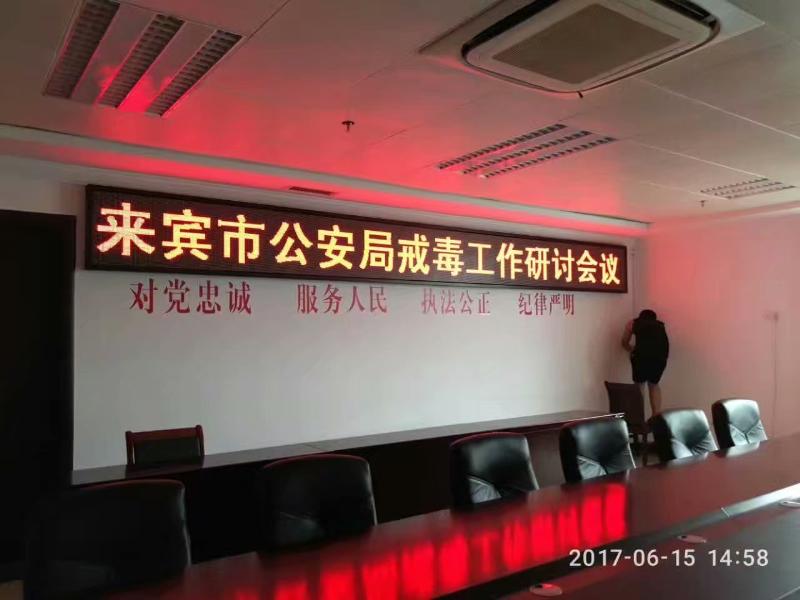 来宾市公安局戒毒工作研讨会议
对党忠诚 服务人民 执法公正 纪律严明
2017-06-15 14:58